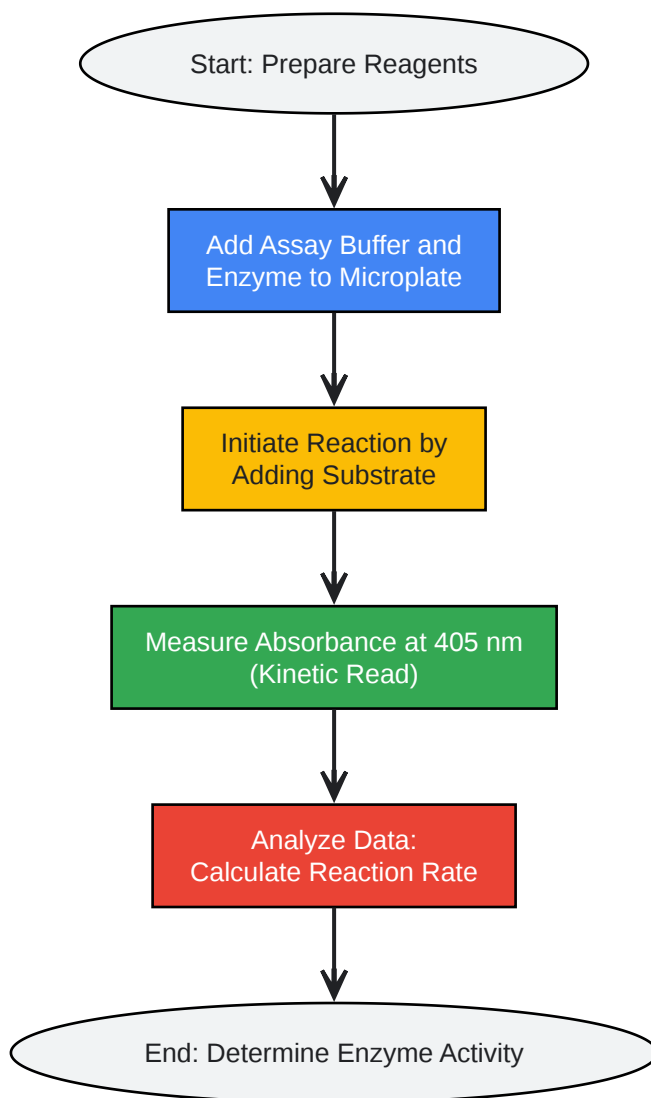 Start: Prepare Reagents
Add Assay Buffer and
Enzyme to Microplate
Initiate Reaction by
Adding Substrate
Measure Absorbance at 405 nm
(Kinetic Read)
Analyze Data:
Calculate Reaction Rate
End: Determine Enzyme Activity